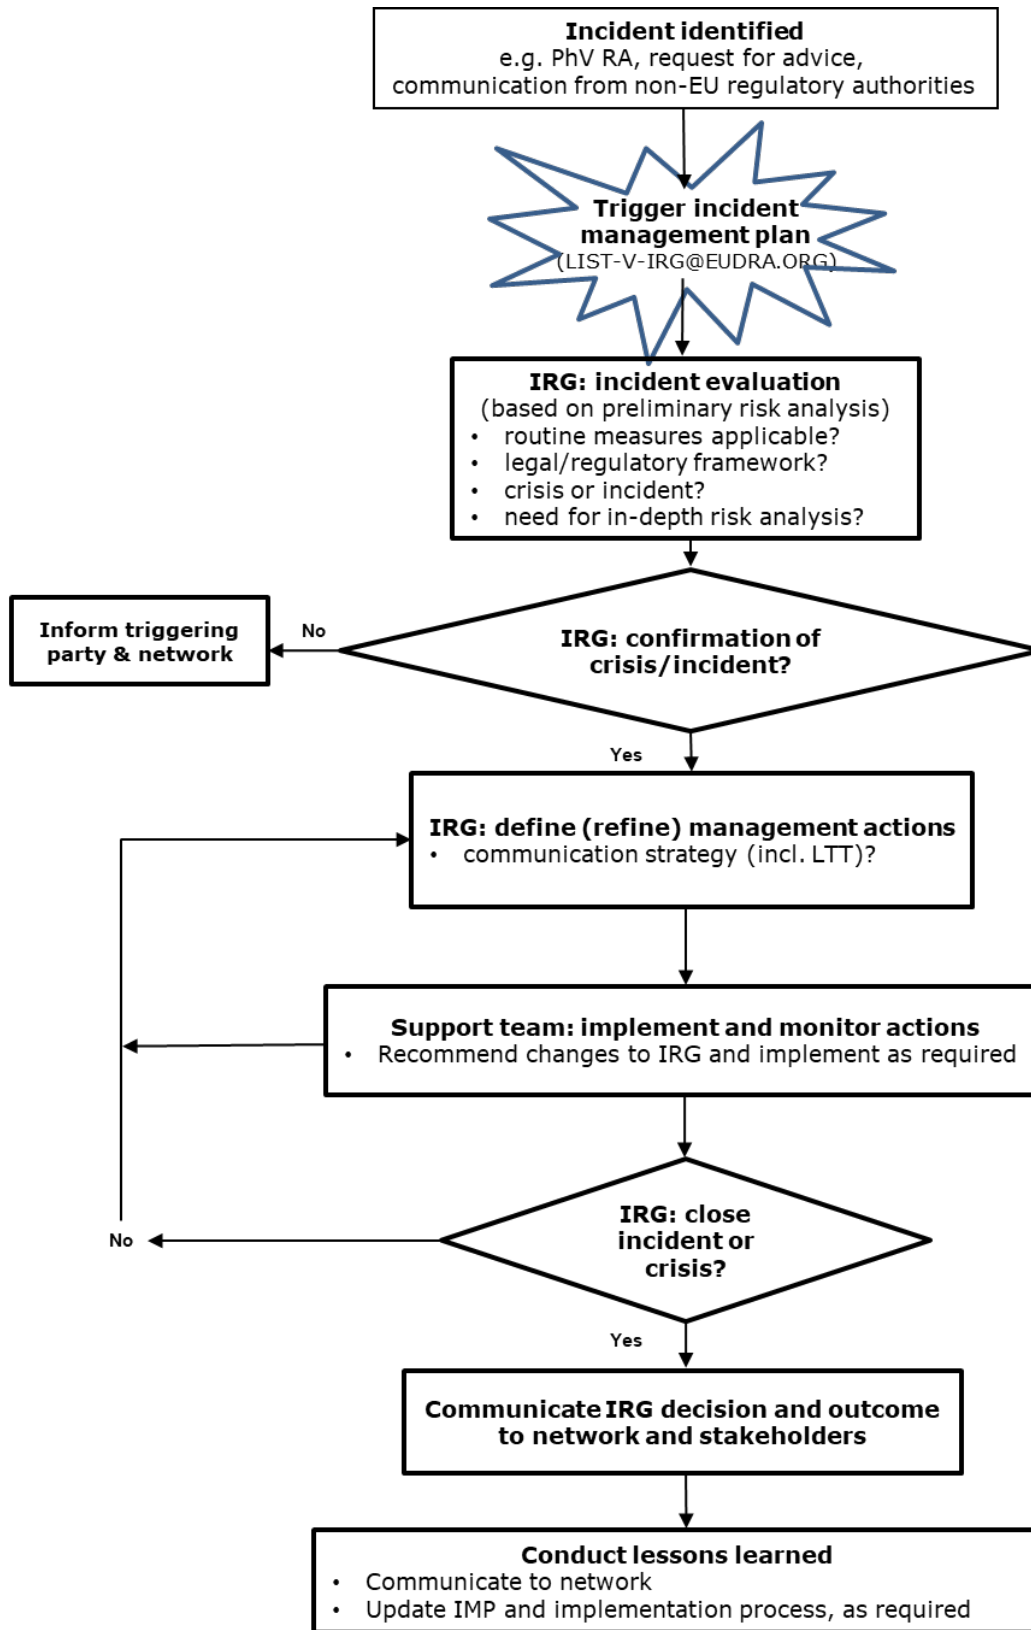 Incident identified
e.g. PhV RA, request for advice,
communication from non-EU regulatory authorities
Trigger incident
management plan
(LIST-V-IRG@EUDRA.ORG)
IRG: incident evaluation
(based on preliminary risk analysis)
• routine measures applicable?
• legal/regulatory framework?
• crisis or incident?
• need for in-depth risk analysis?
IRG: confirmation of
crisis/incident?
No
Inform triggering
party & network
Yes
IRG: define (refine) management actions
• communication strategy (incl. LTT)?
Support team: implement and monitor actions
• Recommend changes to IRG and implement as required
IRG: close
incident or
crisis?
No
Yes
Communicate IRG decision and outcome
to network and stakeholders
Conduct lessons learned
• Communicate to network
• Update IMP and implementation process, as required